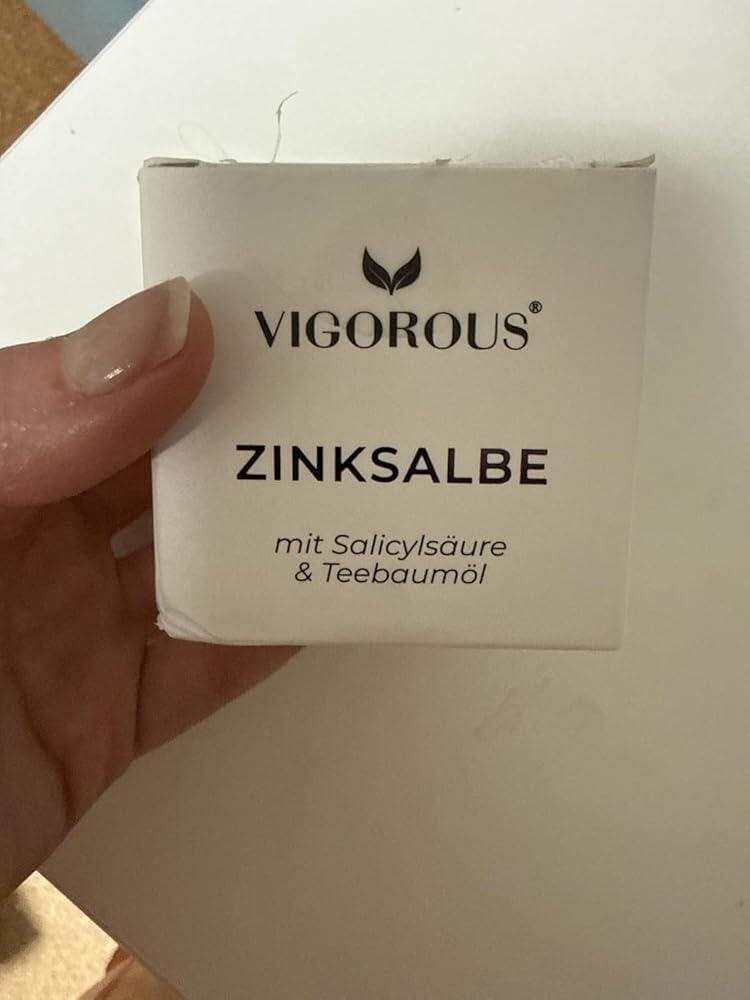 VIGOROUS®
ZINKSALBE
mit Salicylsäure
& Teebaumöl